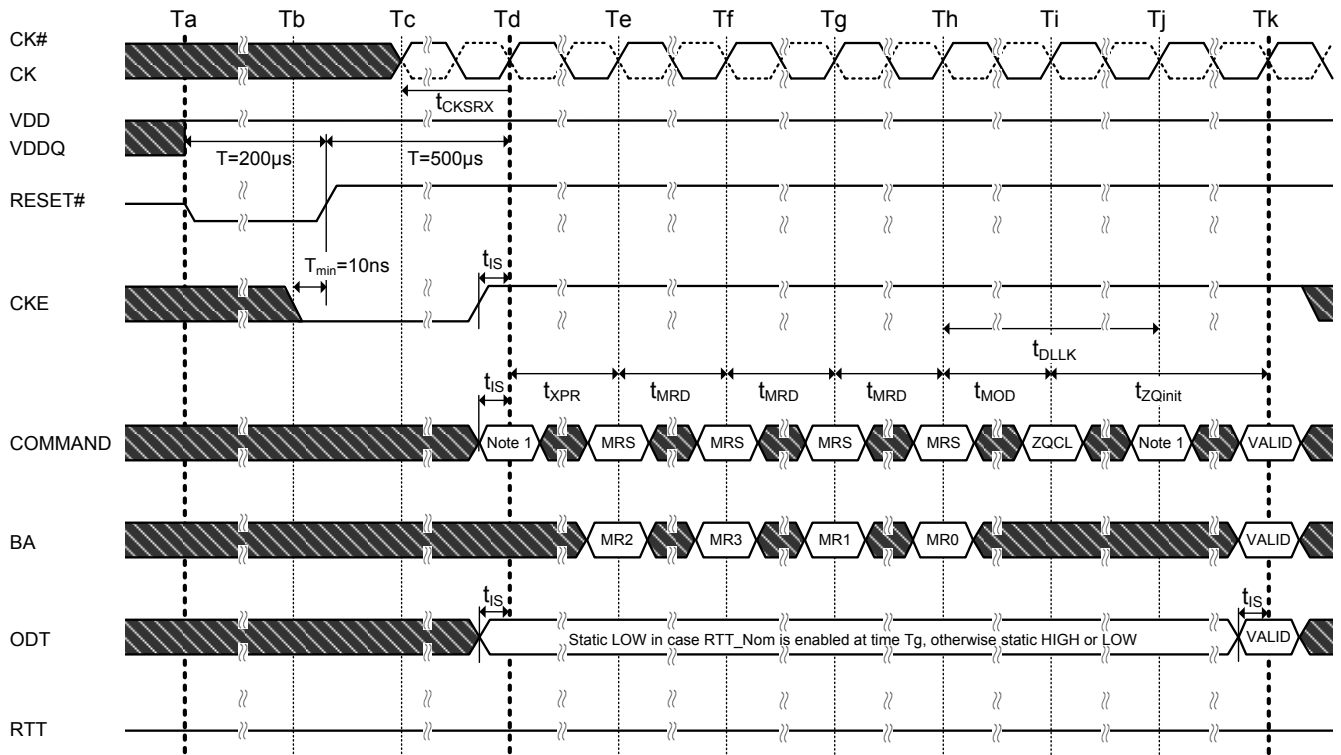 Ta Tb Tc Td Te Tf Tg Th Ti Tj Tk
CK#
CK
tCKSRX
VDD
VDDQ
T=200µs T=500µs
RESET#
Tmin=10ns tIS
CKE
tDLLK
tIS tXPR tMRD tMRD tMRD tMOD tZQinit
COMMAND Note 1 MRS MRS MRS MRS ZQCL Note 1 VALID
BA MR2 MR3 MR1 MR0 VALID
tIS tIS
ODT Static LOW in case RTT_Nom is enabled at time Tg, otherwise static HIGH or LOW VALID
RTT